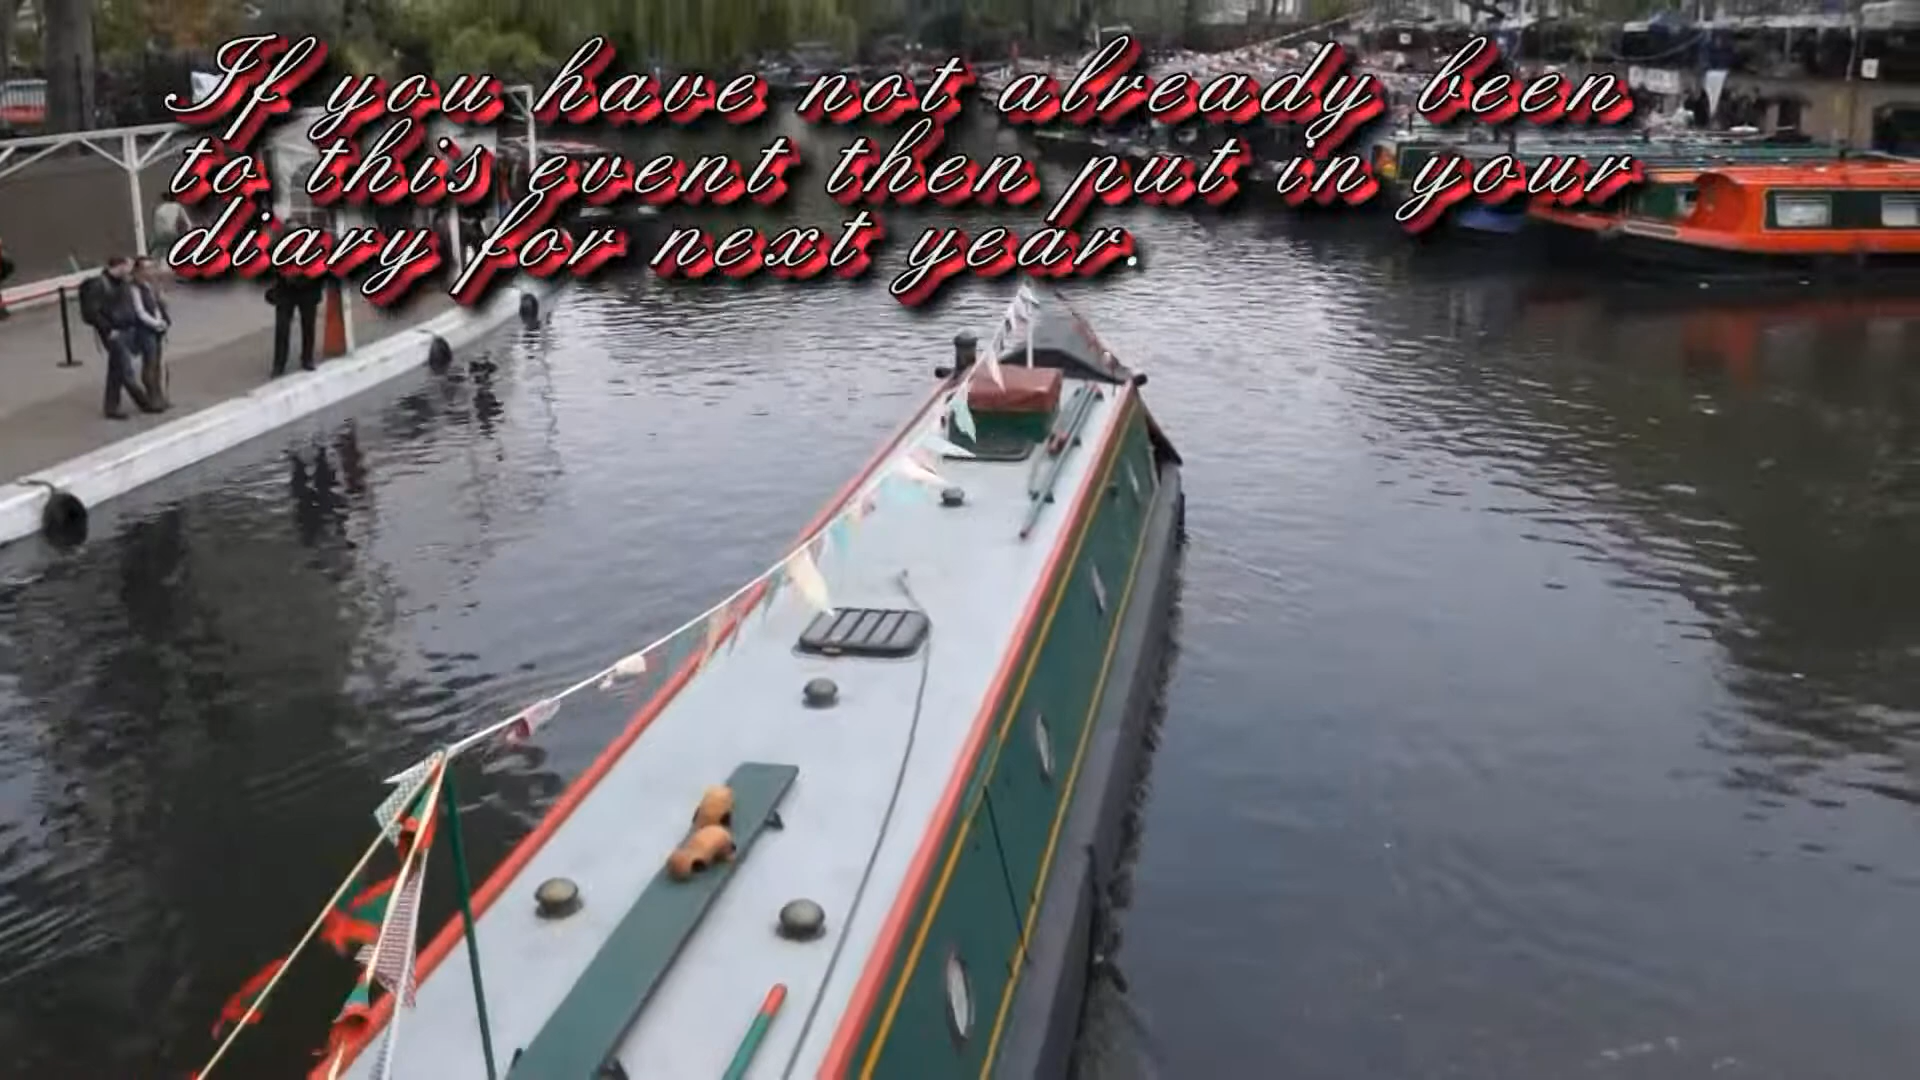 If you have not already been
to this event then put in your
diary for next year.